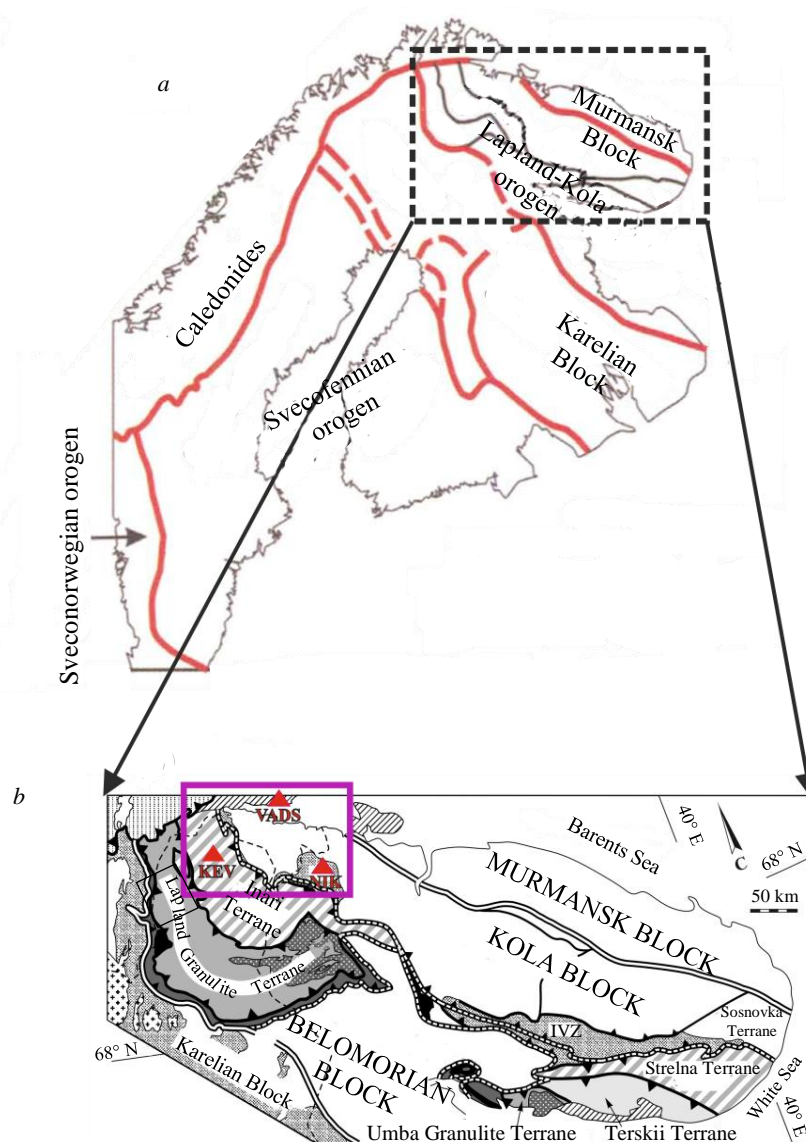 a
Murmansk
Block
Lapland-Kola
orogen
Caledonides
Karelian
Block
Svecofennian
orogen
Sveconorwegian orogen
b
VADS
KEV
NIK
Inari
Terrane
Lapland
Granulite
Terrane
Barents Sea
40° E
C
68° N
50 km
MURMANSK BLOCK
KOLA BLOCK
IVZ
Sosnovka
Terrane
BELOMORIAN
BLOCK
Strelna Terrane
68° N
Karelian Block
White Sea
40° E
Umba Granulite Terrane
Terskii Terrane